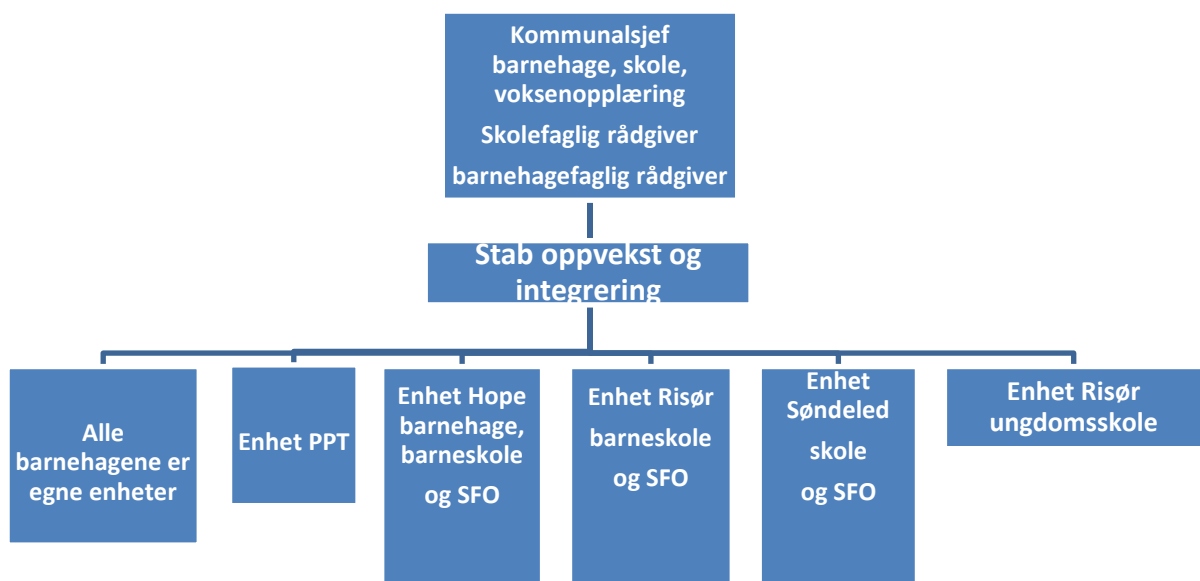 Kommunalsjef
barnehage, skole,
voksenopplæring
Skolefaglig rådgiver
barnehagefaglig rådgiver
Stab oppvekst og
integrering
Alle
barnehagene er
egne enheter
Enhet PPT
Enhet Hope
barnehage,
barneskole
og SFO
Enhet Risør
barneskole
og SFO
Enhet
Søndeled
skole
og SFO
Enhet Risør
ungdomsskole